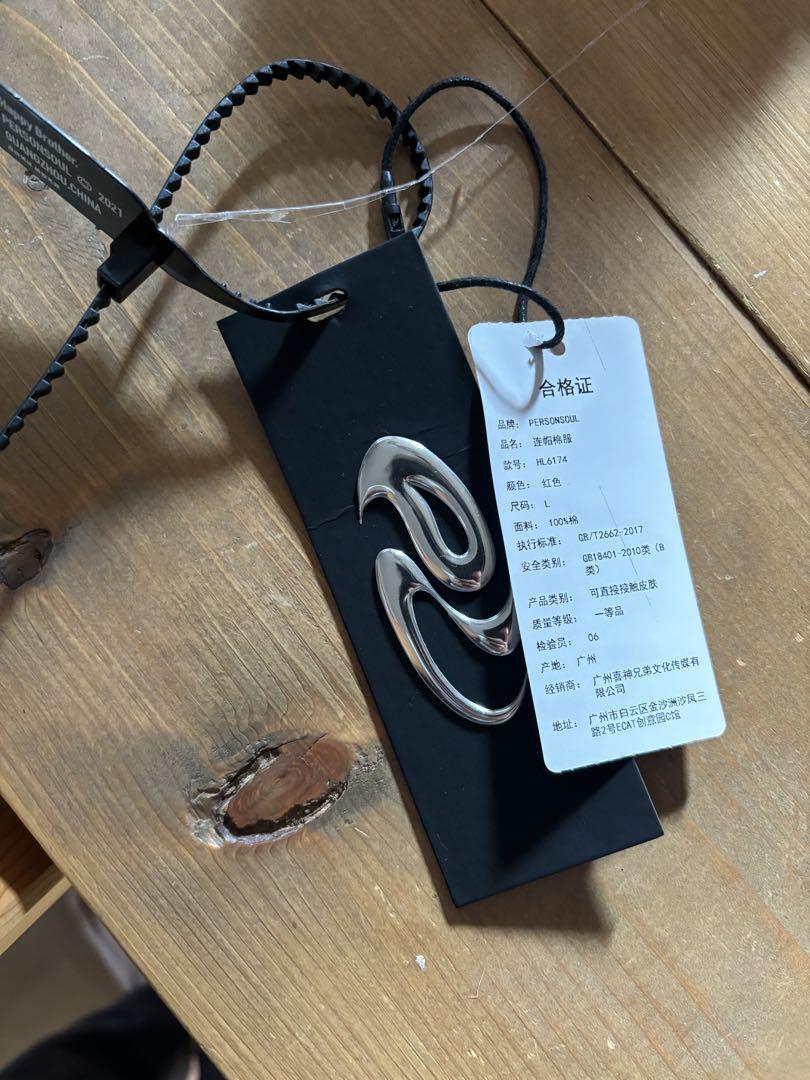 Happy Brother.
PERSONSOUL © 2021
GUANGZHOU.CHINA
合格证
品牌: PERSONSOUL
品名: 连帽棉服
款号: HL6174
颜色: 红色
尺码: L
面料: 100%棉
执行标准: GB/T2662-2017
安全类别: GB18401-2010类 (B
类)
产品类别: 可直接接触皮肤
质量等级: 一等品
检验员: 06
产地: 广州
经销商: 广州喜神兄弟文化传媒有
限公司
地址: 广州市白云区金沙洲沙凤三
路2号ECAT创意园C馆